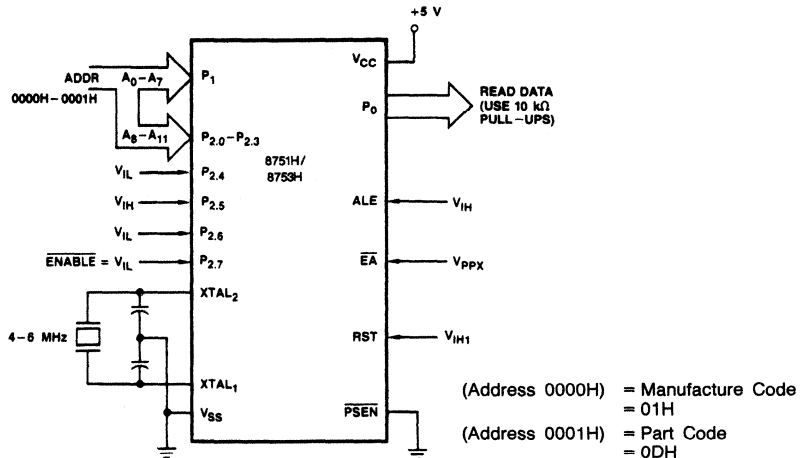 +5 V
VCC
ADDR
0000H–0001H
A0–A7
P1
A8–A11
P2.0–P2.3
P0
READ DATA
(USE 10 kΩ
PULL–UPS)
8751H/
8753H
VIL
P2.4
VIH
P2.5
VIL
P2.6
ENABLE = VIL
P2.7
ALE
VIH
EA
VPPX
RST
VIH1
XTAL2
4–6 MHz
XTAL1
VSS
PSEN
(Address 0000H) = Manufacture Code
= 01H
(Address 0001H) = Part Code
= 0DH